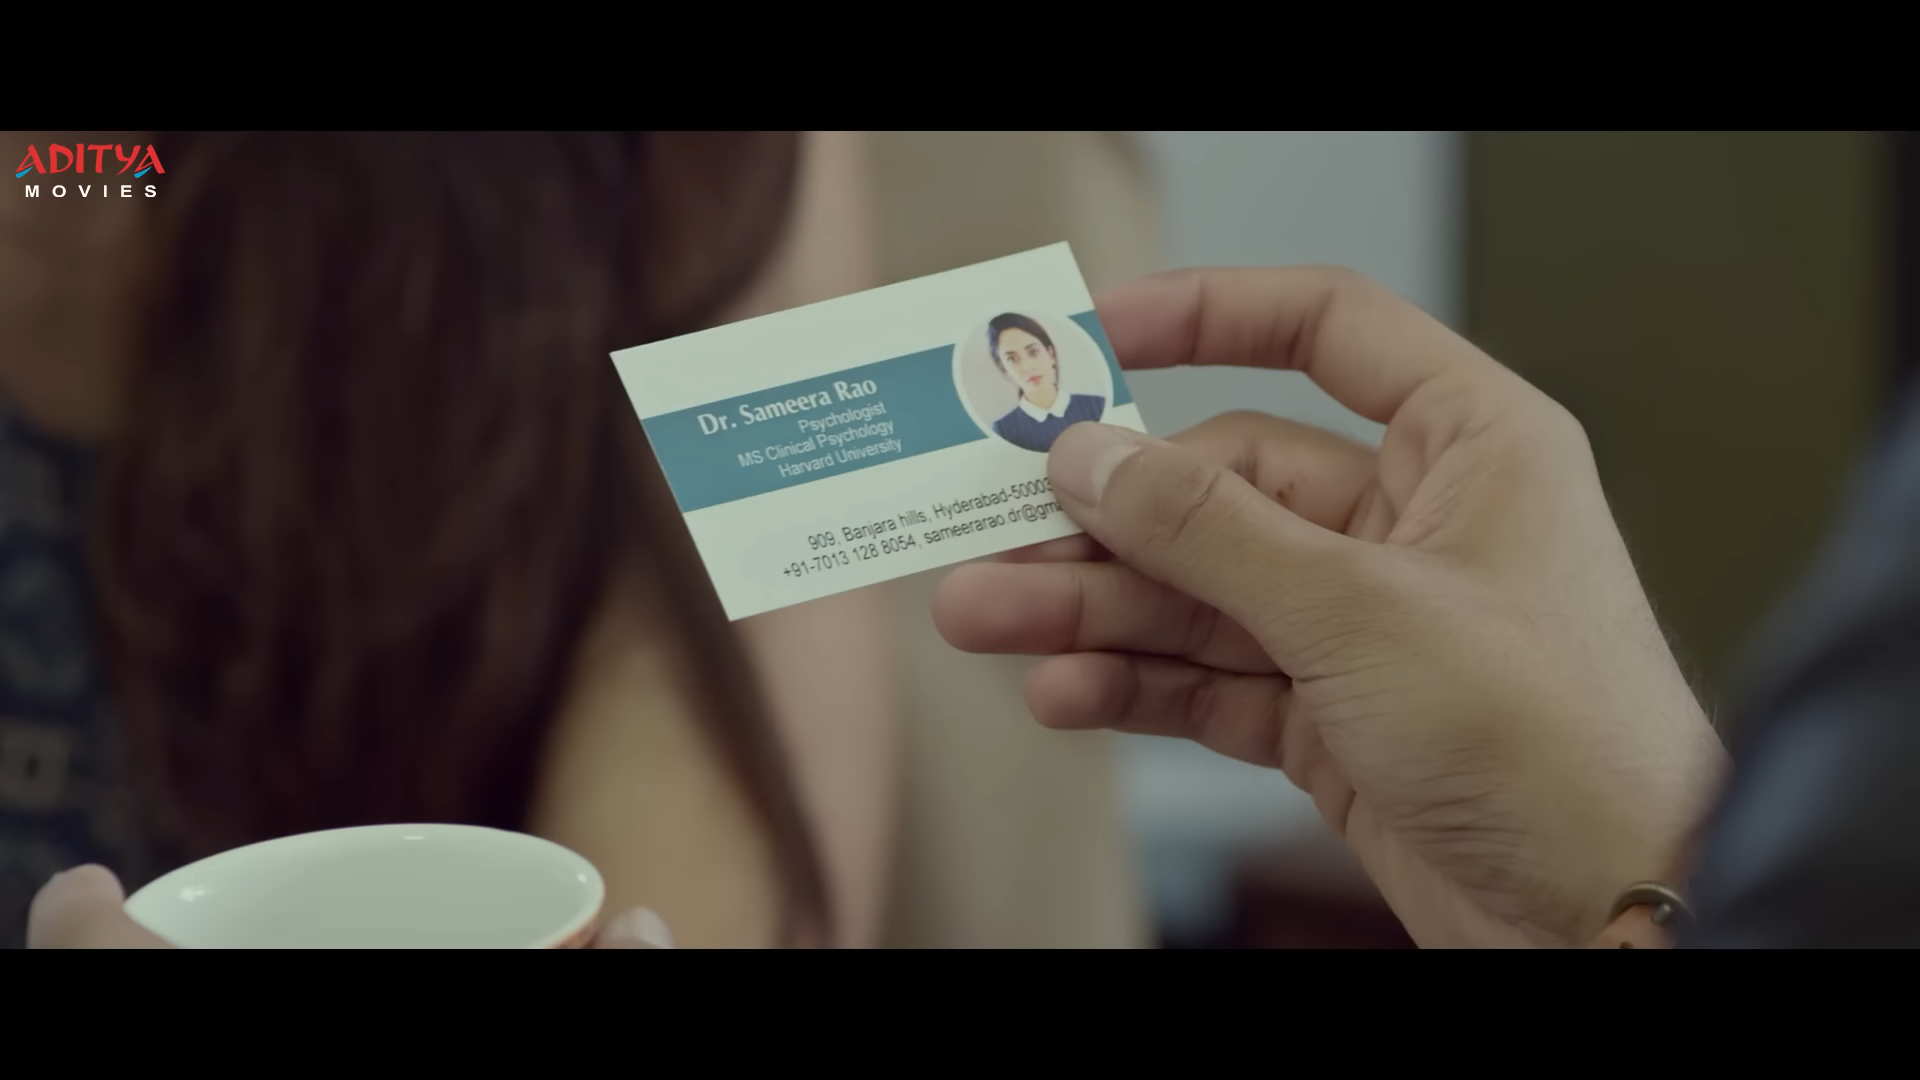 ADITYA
MOVIES
Dr. Sameera Rao
Psychologist
MS Clinical Psychology
Harvard University
909, Banjara hills, Hyderabad-50003
+91-7013 128 8054, sameerarao.dr@gma